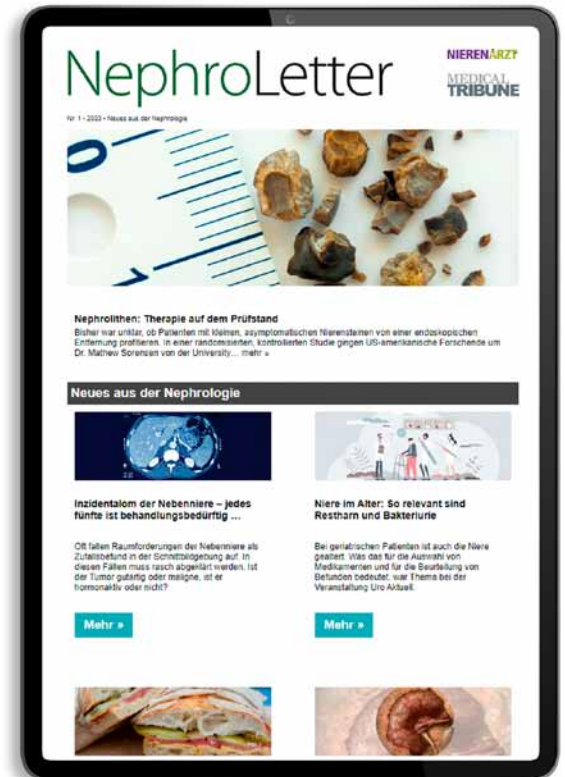 NephroLetter
NIERENARZT
MEDICAL
TRIBUNE
Nr. 1 • 2023 • Neues aus der Nephrologie
0
1
Nephrolithen: Therapie auf dem Prüfstand
Bisher war unklar, ob Patienten mit kleinen, asymptomatischen Nierensteinen von einer endoskopischen
Entfernung profitieren. In einer randomisierten, kontrollierten Studie gingen US-amerikanische Forschende um
Dr. Mathew Sorensen von der University... mehr »
Neues aus der Nephrologie
Inzidentalom der Nebenniere – jedes
fünfte ist behandlungsbedürftig ...
Oft fallen Raumforderungen der Nebenniere als
Zufallsbefund in der Schnittbildgebung auf. In
diesen Fällen muss rasch abgeklärt werden, ist
der Tumor gutartig oder maligne, ist er
hormonaktiv oder nicht?
Mehr »
Niere im Alter: So relevant sind
Restharn und Bakteriurie
Bei geriatrischen Patienten ist auch die Niere
gealtert. Was das für die Auswahl von
Medikamenten und für die Beurteilung von
Befunden bedeutet, war Thema bei der
Veranstaltung Uro Aktuell.
Mehr »